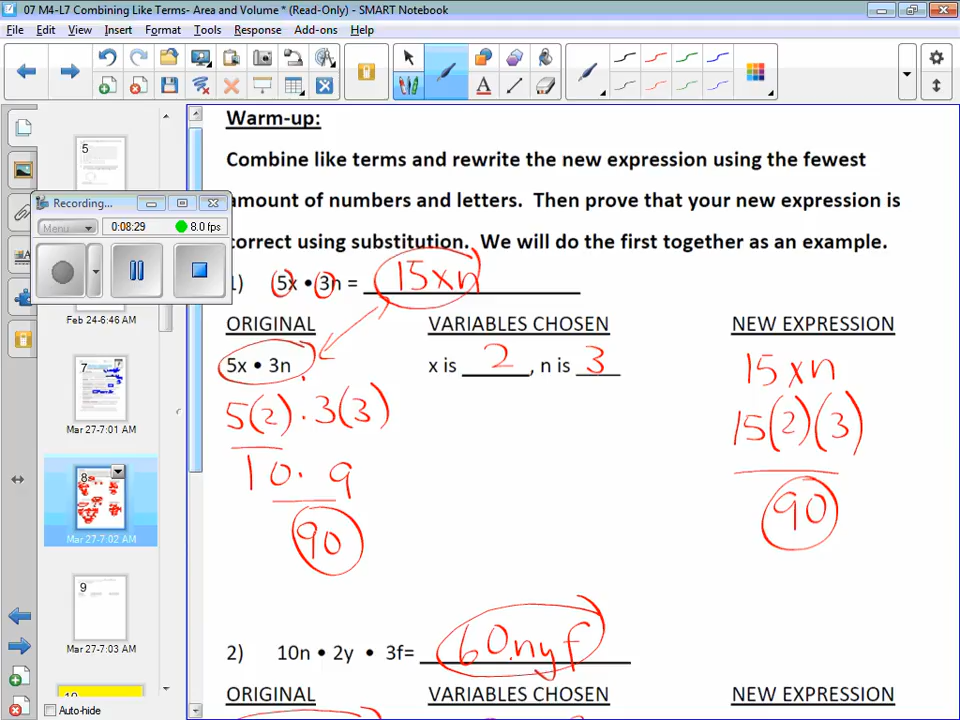 07 M4-L7 Combining Like Terms- Area and Volume * (Read-Only) - SMART Notebook
File Edit View Insert Format Tools Response Add-ons Help
Warm-up:
Combine like terms and rewrite the new expression using the fewest
amount of numbers and letters. Then prove that your new expression is
correct using substitution. We will do the first together as an example.
1) 5x • 3n = 15xn
ORIGINAL VARIABLES CHOSEN NEW EXPRESSION
5x • 3n x is 2, n is 3 15xn
5(2) · 3(3) 15(2)(3)
10 · 9
90 90
2) 10n • 2y • 3f= 60nyf
ORIGINAL VARIABLES CHOSEN NEW EXPRESSION
5
Recording...
Menu 0:08:29 8.0 fps
Feb 24-6:46 AM
7
Mar 27-7:01 AM
8
Mar 27-7:02 AM
9
Mar 27-7:03 AM
10
Auto-hide